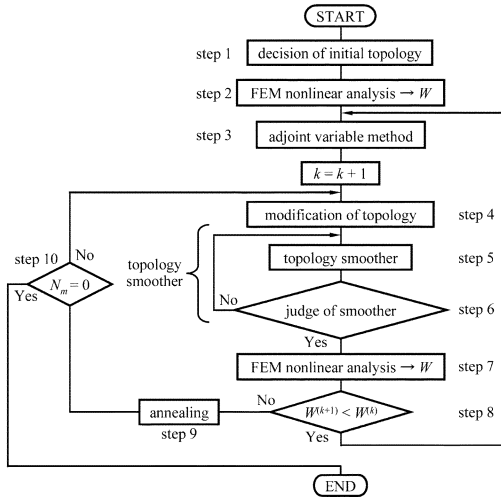 START
step 1
decision of initial topology
step 2
FEM nonlinear analysis → W
step 3
adjoint variable method
k = k + 1
modification of topology
step 4
topology smoother
topology smoother
step 5
judge of smoother
step 6
No
Yes
FEM nonlinear analysis → W
step 7
W(k+1) < W(k)
step 8
No
Yes
annealing
step 9
step 10
No
Yes
Nm = 0
END